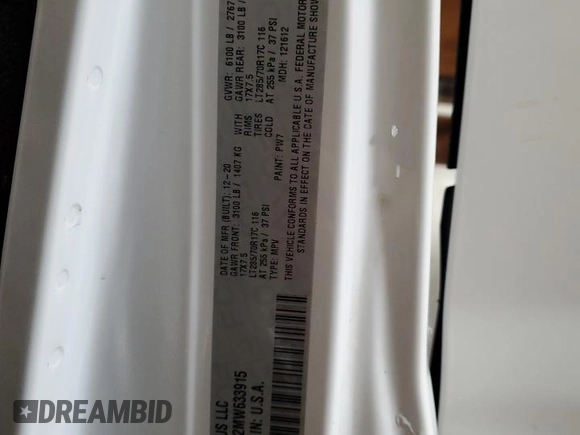 DATE OF MFR (BUILT): 12-20
GVWR: 6100 LB / 2767
GAWR FRONT: 3100 LB / 1407 KG WITH
GAWR REAR: 3100 LB /
17X7.5 RIMS 17X7.5
LT285/70R17C 116 TIRES LT285/70R17C 116
AT 255 kPa / 37 PSI COLD AT 255 kPa / 37 PSI
TYPE: MPV PAINT: PW7 MDH: 121612
THIS VEHICLE CONFORMS TO ALL APPLICABLE U.S.A. FEDERAL MOTOR
STANDARDS IN EFFECT ON THE DATE OF MANUFACTURE SHOW
US LLC
2MW633915
IN: U.S.A.
DREAMBID